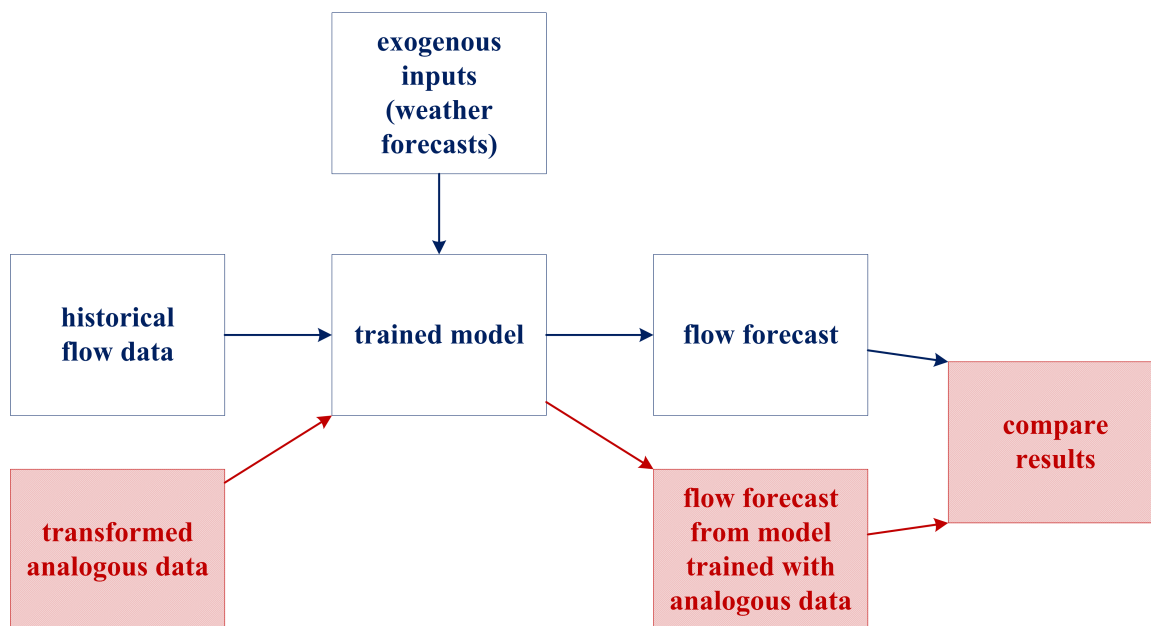 exogenous
inputs
(weather
forecasts)
historical
flow data
trained model
flow forecast
compare
results
transformed
analogous data
flow forecast
from model
trained with
analogous data